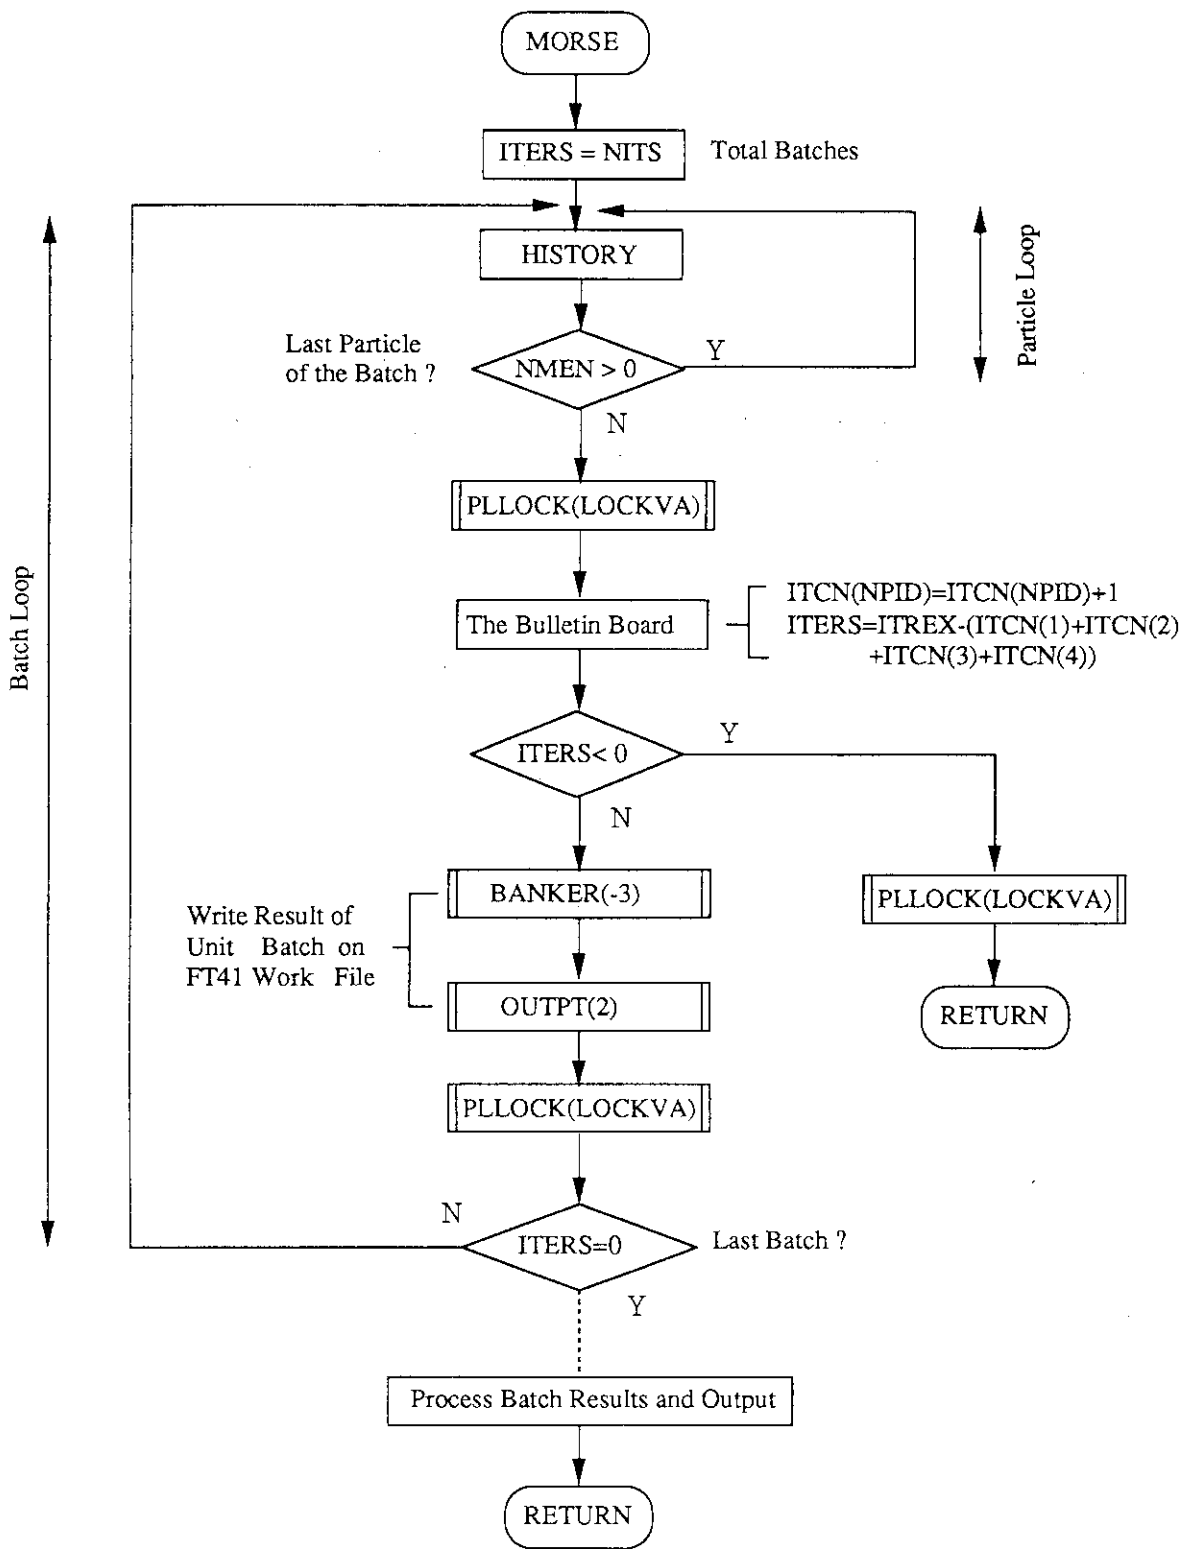 MORSE
ITERS = NITS
Total Batches
HISTORY
Particle Loop
Last Particle
of the Batch ?
NMEN > 0
Y
N
PLLOCK(LOCKVA)
Batch Loop
The Bulletin Board
ITCN(NPID)=ITCN(NPID)+1
ITERS=ITREX-(ITCN(1)+ITCN(2)
+ITCN(3)+ITCN(4))
ITERS< 0
Y
N
BANKER(-3)
PLLOCK(LOCKVA)
Write Result of
Unit Batch on
FT41 Work File
OUTPT(2)
RETURN
PLLOCK(LOCKVA)
N
ITERS=0
Last Batch ?
Y
Process Batch Results and Output
RETURN